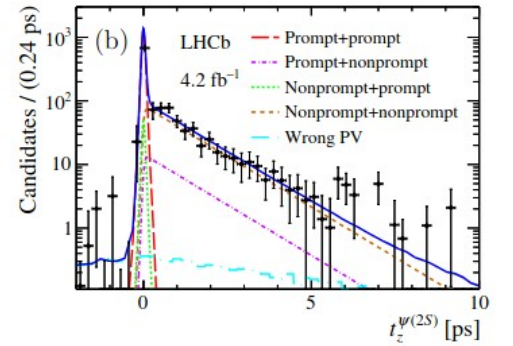 Candidates / (0.24 ps)
10³
10²
10
1
(b)
LHCb
4.2 fb⁻¹
Prompt+prompt
Prompt+nonprompt
Nonprompt+prompt
Nonprompt+nonprompt
Wrong PV
0 5 10
t_z^ψ(2S) [ps]